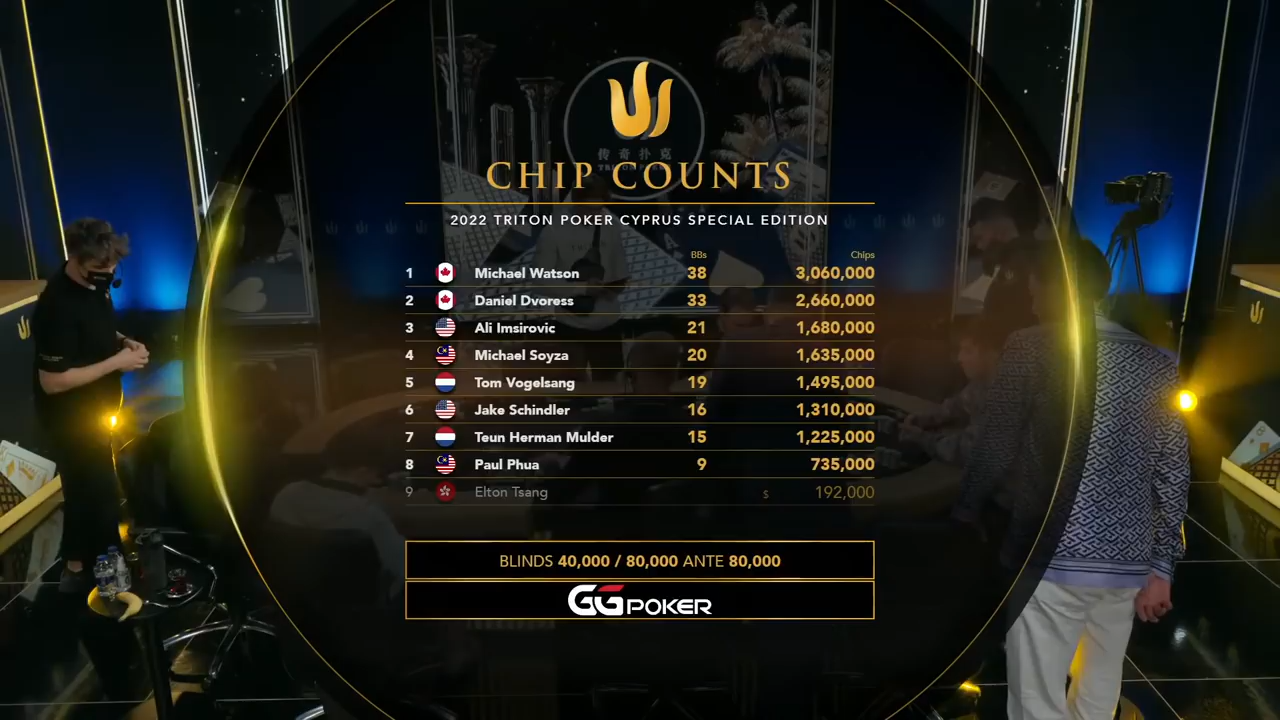 传奇扑克
CHIP COUNTS
2022 TRITON POKER CYPRUS SPECIAL EDITION
BBs Chips
1 Michael Watson 38 3,060,000
2 Daniel Dvoress 33 2,660,000
3 Ali Imsirovic 21 1,680,000
4 Michael Soyza 20 1,635,000
5 Tom Vogelsang 19 1,495,000
6 Jake Schindler 16 1,310,000
7 Teun Herman Mulder 15 1,225,000
8 Paul Phua 9 735,000
9 Elton Tsang $ 192,000
BLINDS 40,000 / 80,000 ANTE 80,000
GGPOKER